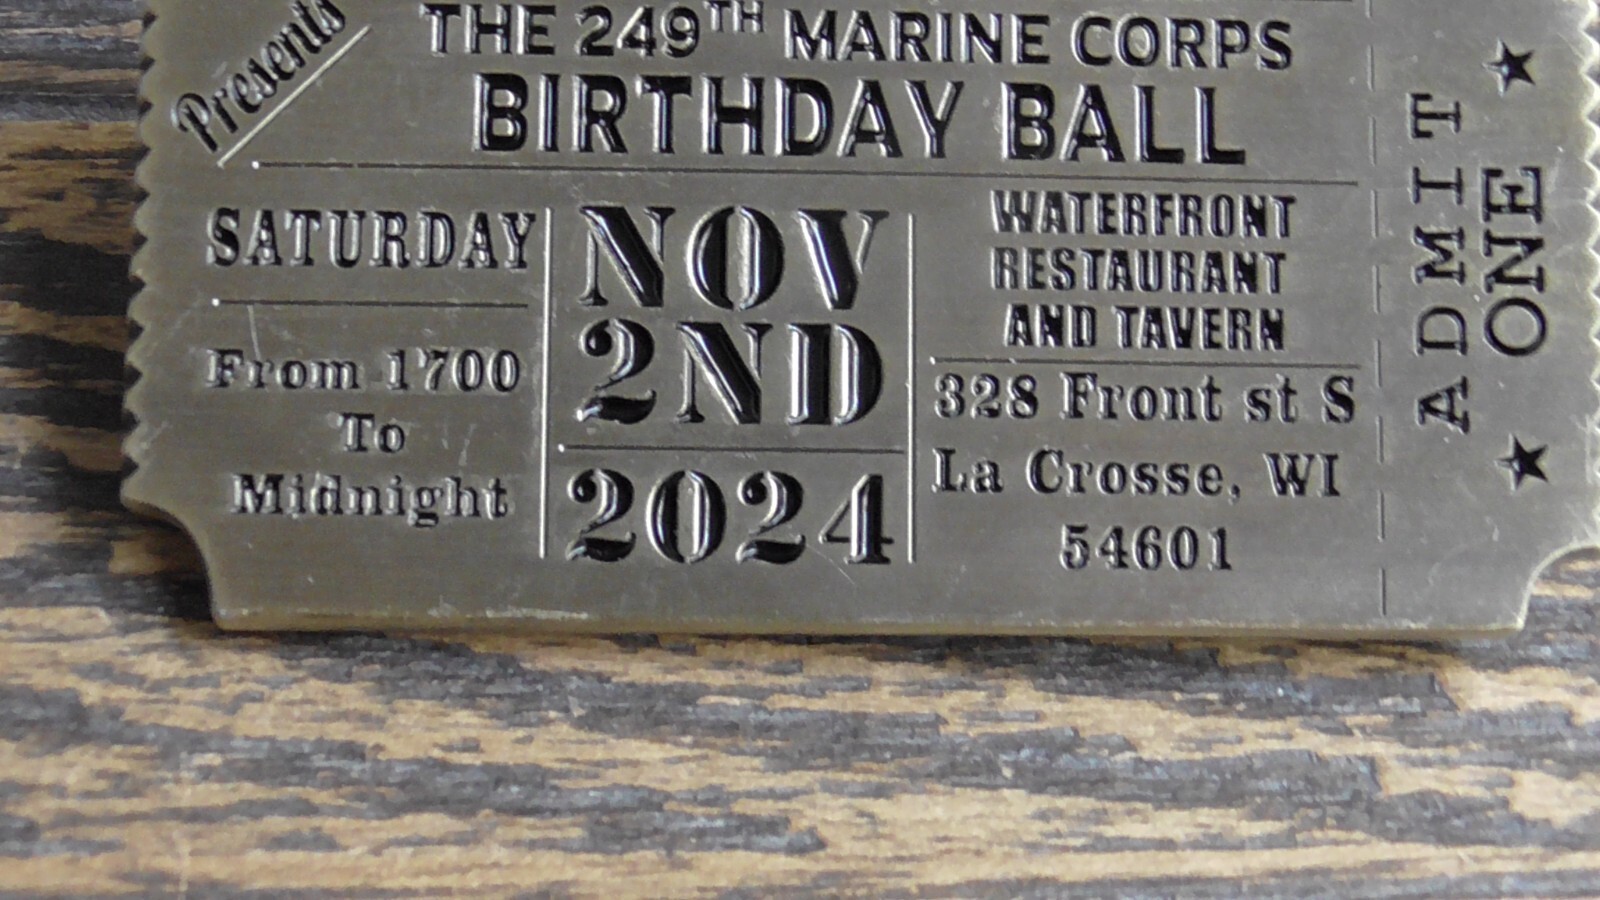 Presents
THE 249TH MARINE CORPS
BIRTHDAY BALL
SATURDAY
From 1700
To
Midnight
NOV
2ND
2024
WATERFRONT
RESTAURANT
AND TAVERN
328 Front st S
La Crosse, WI
54601
ADMIT
ONE